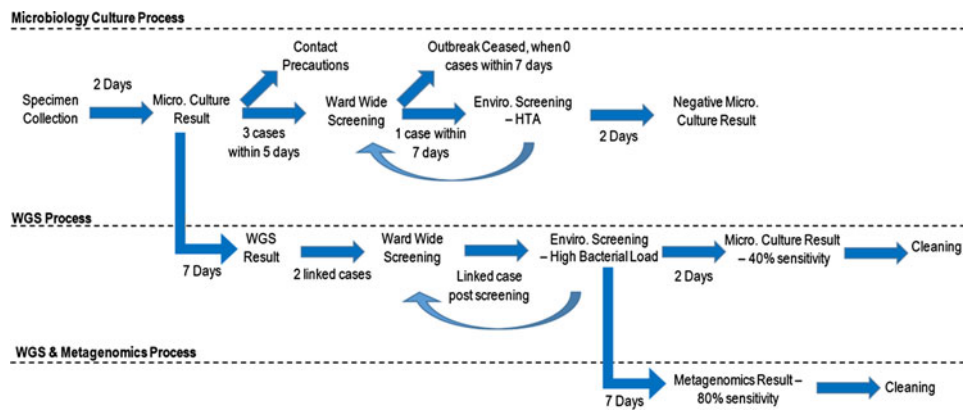 Microbiology Culture Process
Contact
Precautions
Outbreak Ceased, when 0
cases within 7 days
2 Days
Specimen
Collection
Micro. Culture
Result
3 cases
within 5 days
Ward Wide
Screening
1 case within
7 days
Enviro. Screening
– HTA
2 Days
Negative Micro.
Culture Result
WGS Process
7 Days
WGS
Result
2 linked cases
Ward Wide
Screening
Linked case
post screening
Enviro. Screening
– High Bacterial Load
2 Days
Micro. Culture Result
– 40% sensitivity
Cleaning
WGS & Metagenomics Process
7 Days
Metagenomics Result –
80% sensitivity
Cleaning